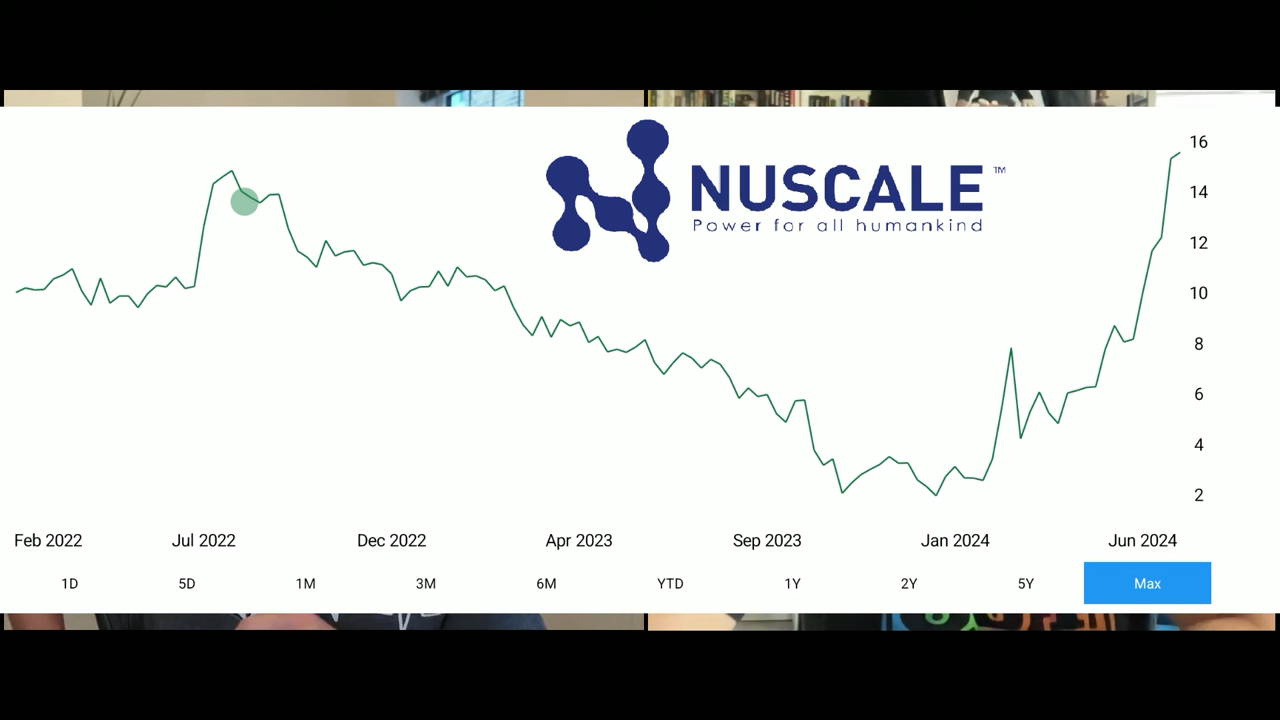 NUSCALE™
Power for all humankind
16
14
12
10
8
6
4
2
Feb 2022 Jul 2022 Dec 2022 Apr 2023 Sep 2023 Jan 2024 Jun 2024
1D 5D 1M 3M 6M YTD 1Y 2Y 5Y Max